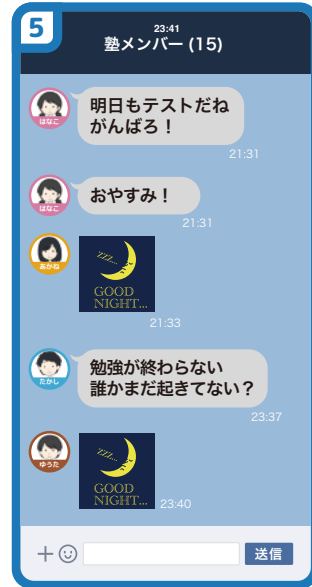 5
23:41
塾メンバー (15)
はなこ
明日もテストだね
がんばろ！
21:31
はなこ
おやすみ！
21:31
あかね
zzz...
GOOD
NIGHT...
21:33
たかし
勉強が終わらない
誰かまだ起きてない？
23:37
ゆうた
zzz...
GOOD
NIGHT...
23:40
送信